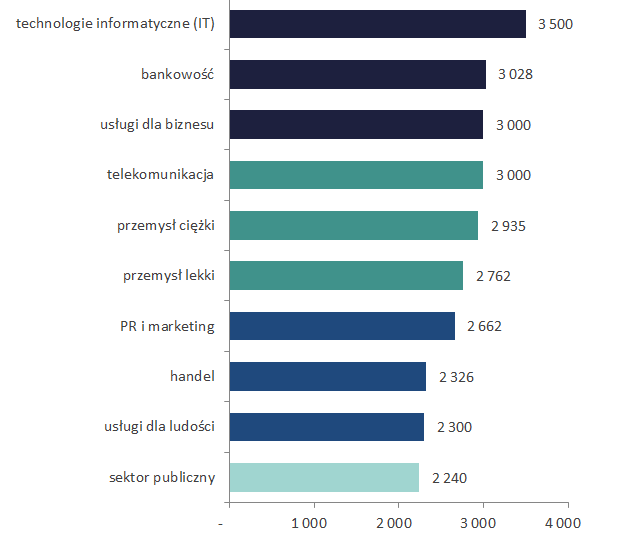 technologie informatyczne (IT) 3 500
bankowość 3 028
usługi dla biznesu 3 000
telekomunikacja 3 000
przemysł ciężki 2 935
przemysł lekki 2 762
PR i marketing 2 662
handel 2 326
usługi dla ludości 2 300
sektor publiczny 2 240
- 1 000 2 000 3 000 4 000